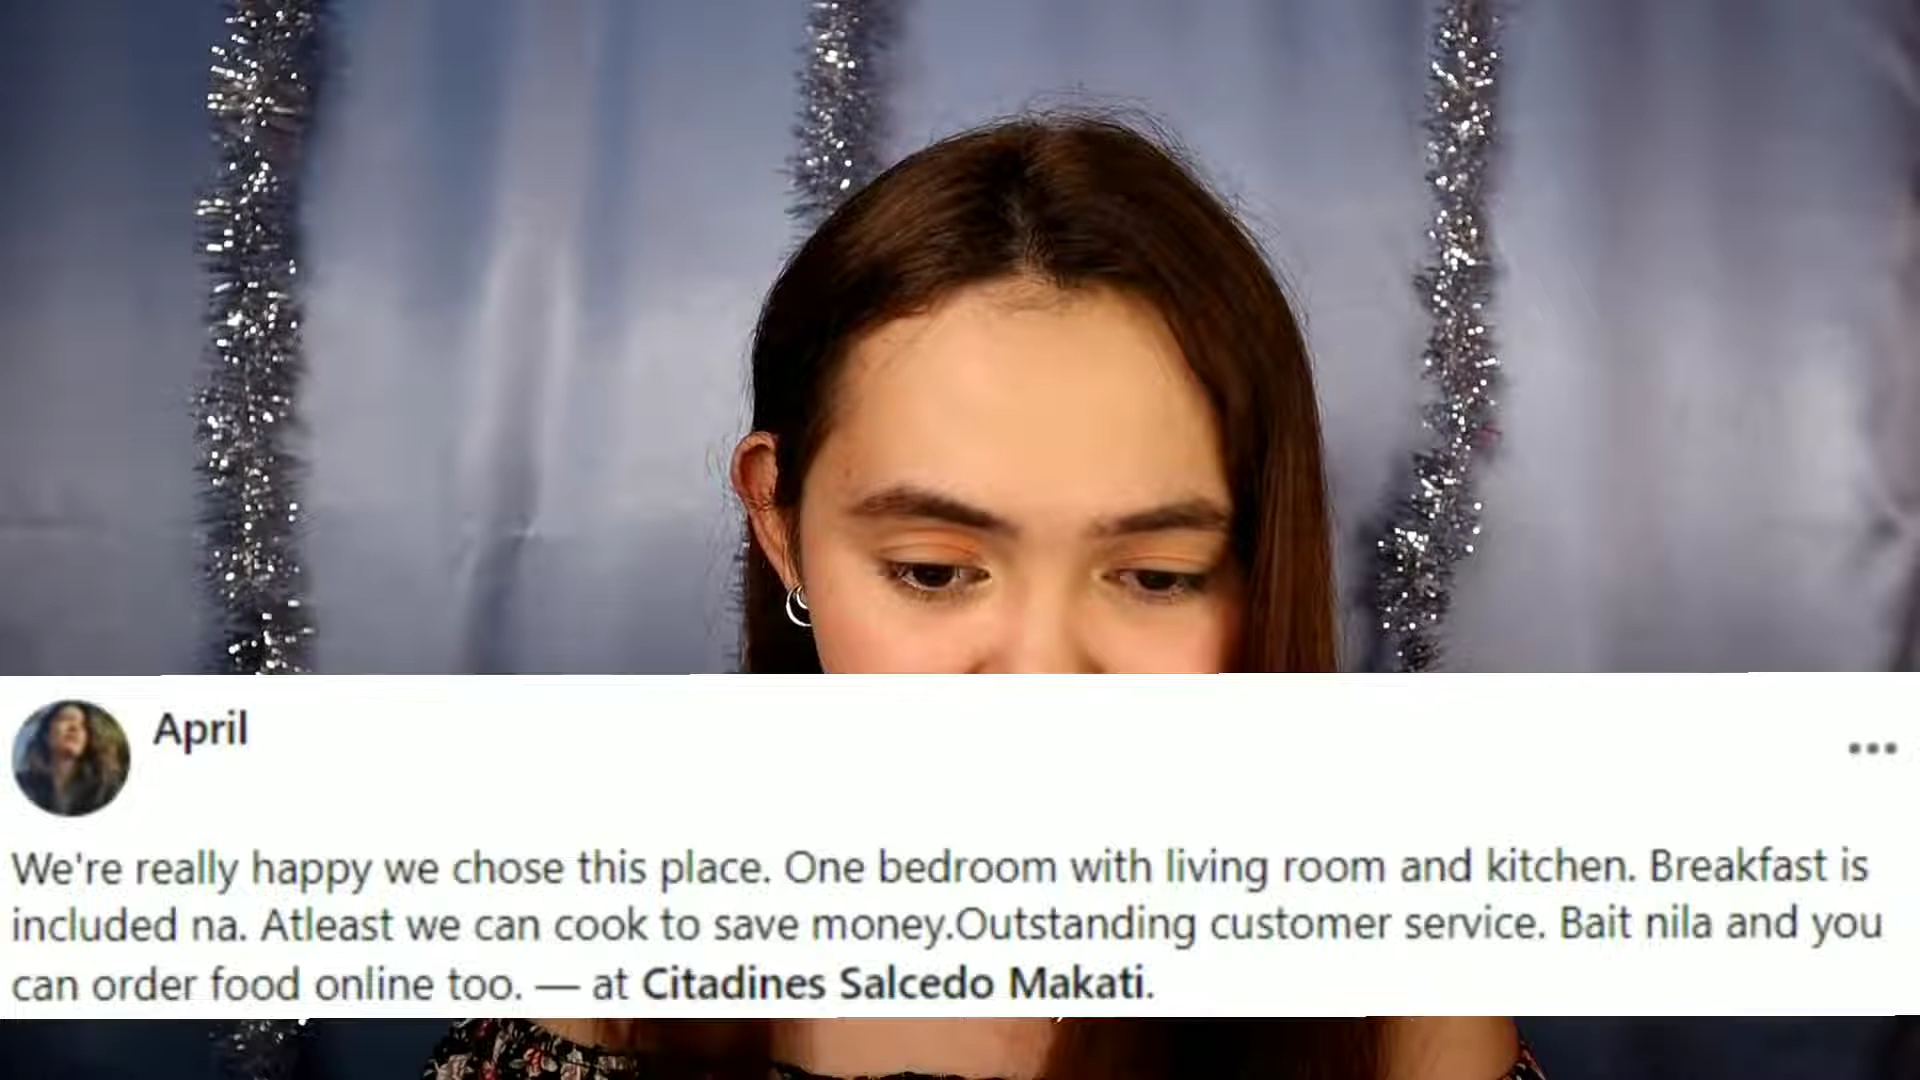 April
We're really happy we chose this place. One bedroom with living room and kitchen. Breakfast is
included na. Atleast we can cook to save money.Outstanding customer service. Bait nila and you
can order food online too. — at Citadines Salcedo Makati.